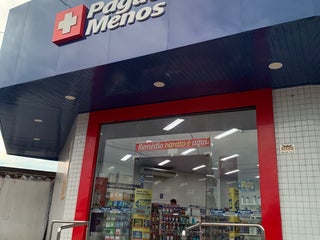 Pague
Menos
Remédio barato é aqui.